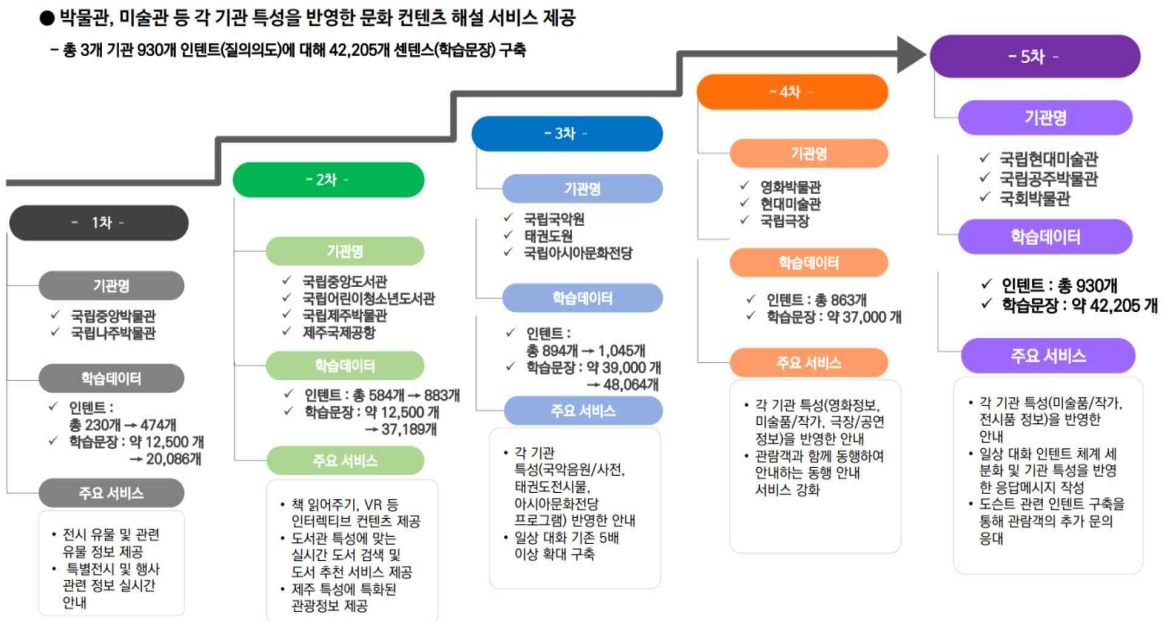 ● 박물관, 미술관 등 각 기관 특성을 반영한 문화 컨텐츠 해설 서비스 제공
- 총 3개 기관 930개 인텐트(질의의도)에 대해 42,205개 센텐스(학습문장) 구축
- 1차 -
기관명
✓ 국립중앙박물관
✓ 국립나주박물관
학습데이터
✓ 인텐트 :
총 230개 → 474개
✓ 학습문장 : 약 12,500 개
→ 20,086개
주요 서비스
• 전시 유물 및 관련
유물 정보 제공
• 특별전시 및 행사
관련 정보 실시간
안내
- 2차 -
기관명
✓ 국립중앙도서관
✓ 국립어린이청소년도서관
✓ 국립제주박물관
✓ 제주국제공항
학습데이터
✓ 인텐트 : 총 584개 → 883개
✓ 학습문장 : 약 12,500 개
→ 37,189개
주요 서비스
• 책 읽어주기, VR 등
인터렉티브 컨텐츠 제공
• 도서관 특성에 맞는
실시간 도서 검색 및
도서 추천 서비스 제공
• 제주 특성에 특화된
관광정보 제공
- 3차 -
기관명
✓ 국립국악원
✓ 태권도원
✓ 국립아시아문화전당
학습데이터
✓ 인텐트 :
총 894개 → 1,045개
✓ 학습문장 : 약 39,000 개
→ 48,064개
주요 서비스
• 각 기관
특성(국악음원/사전,
태권도전시물,
아시아문화전당
프로그램) 반영한 안내
• 일상 대화 기존 5배
이상 확대 구축
- 4차 -
기관명
✓ 영화박물관
✓ 현대미술관
✓ 국립극장
학습데이터
✓ 인텐트 : 총 863개
✓ 학습문장 : 약 37,000 개
주요 서비스
• 각 기관 특성(영화정보,
미술품/작가, 극장/공연
정보)을 반영한 안내
• 관람객과 함께 동행하여
안내하는 동행 안내
서비스 강화
- 5차 -
기관명
✓ 국립현대미술관
✓ 국립공주박물관
✓ 국회박물관
학습데이터
✓ 인텐트 : 총 930개
✓ 학습문장 : 약 42,205 개
주요 서비스
• 각 기관 특성(미술품/작가,
전시품 정보)을 반영한
안내
• 일상 대화 인텐트 체계 세
분화 및 기관 특성을 반영
한 응답메시지 작성
• 도슨트 관련 인텐트 구축을
통해 관람객의 추가 문의
응대